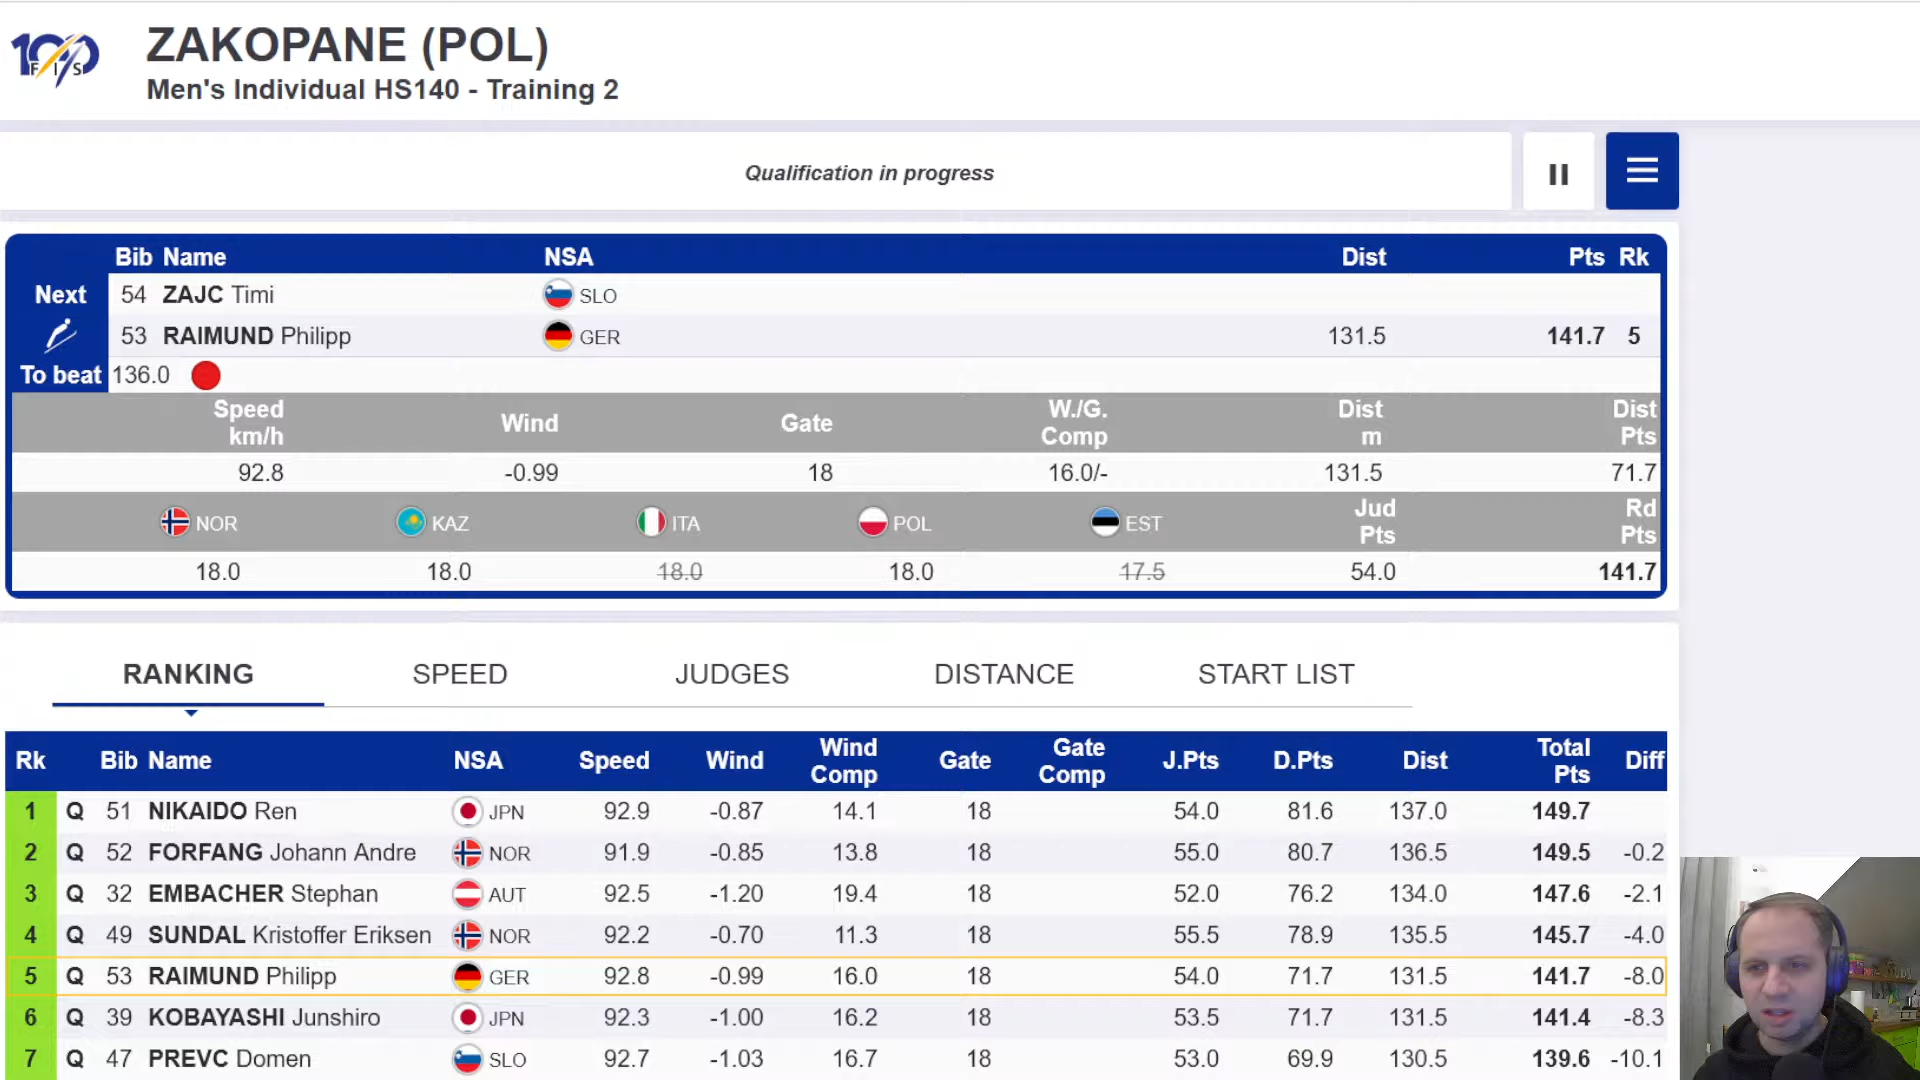 100 FIS
ZAKOPANE (POL)
Men's Individual HS140 - Training 2
Qualification in progress
Bib Name NSA Dist Pts Rk
Next 54 ZAJC Timi SLO
53 RAIMUND Philipp GER 131.5 141.7 5
To beat 136.0
Speed km/h Wind Gate W./G. Comp Dist m Dist Pts
92.8 -0.99 18 16.0/- 131.5 71.7
NOR KAZ ITA POL EST Jud Pts Rd Pts
18.0 18.0 18.0 18.0 17.5 54.0 141.7
RANKING SPEED JUDGES DISTANCE START LIST
Rk Bib Name NSA Speed Wind Wind Comp Gate Gate Comp J.Pts D.Pts Dist Total Pts Diff
1 Q 51 NIKAIDO Ren JPN 92.9 -0.87 14.1 18 54.0 81.6 137.0 149.7
2 Q 52 FORFANG Johann Andre NOR 91.9 -0.85 13.8 18 55.0 80.7 136.5 149.5 -0.2
3 Q 32 EMBACHER Stephan AUT 92.5 -1.20 19.4 18 52.0 76.2 134.0 147.6 -2.1
4 Q 49 SUNDAL Kristoffer Eriksen NOR 92.2 -0.70 11.3 18 55.5 78.9 135.5 145.7 -4.0
5 Q 53 RAIMUND Philipp GER 92.8 -0.99 16.0 18 54.0 71.7 131.5 141.7 -8.0
6 Q 39 KOBAYASHI Junshiro JPN 92.3 -1.00 16.2 18 53.5 71.7 131.5 141.4 -8.3
7 Q 47 PREVC Domen SLO 92.7 -1.03 16.7 18 53.0 69.9 130.5 139.6 -10.1